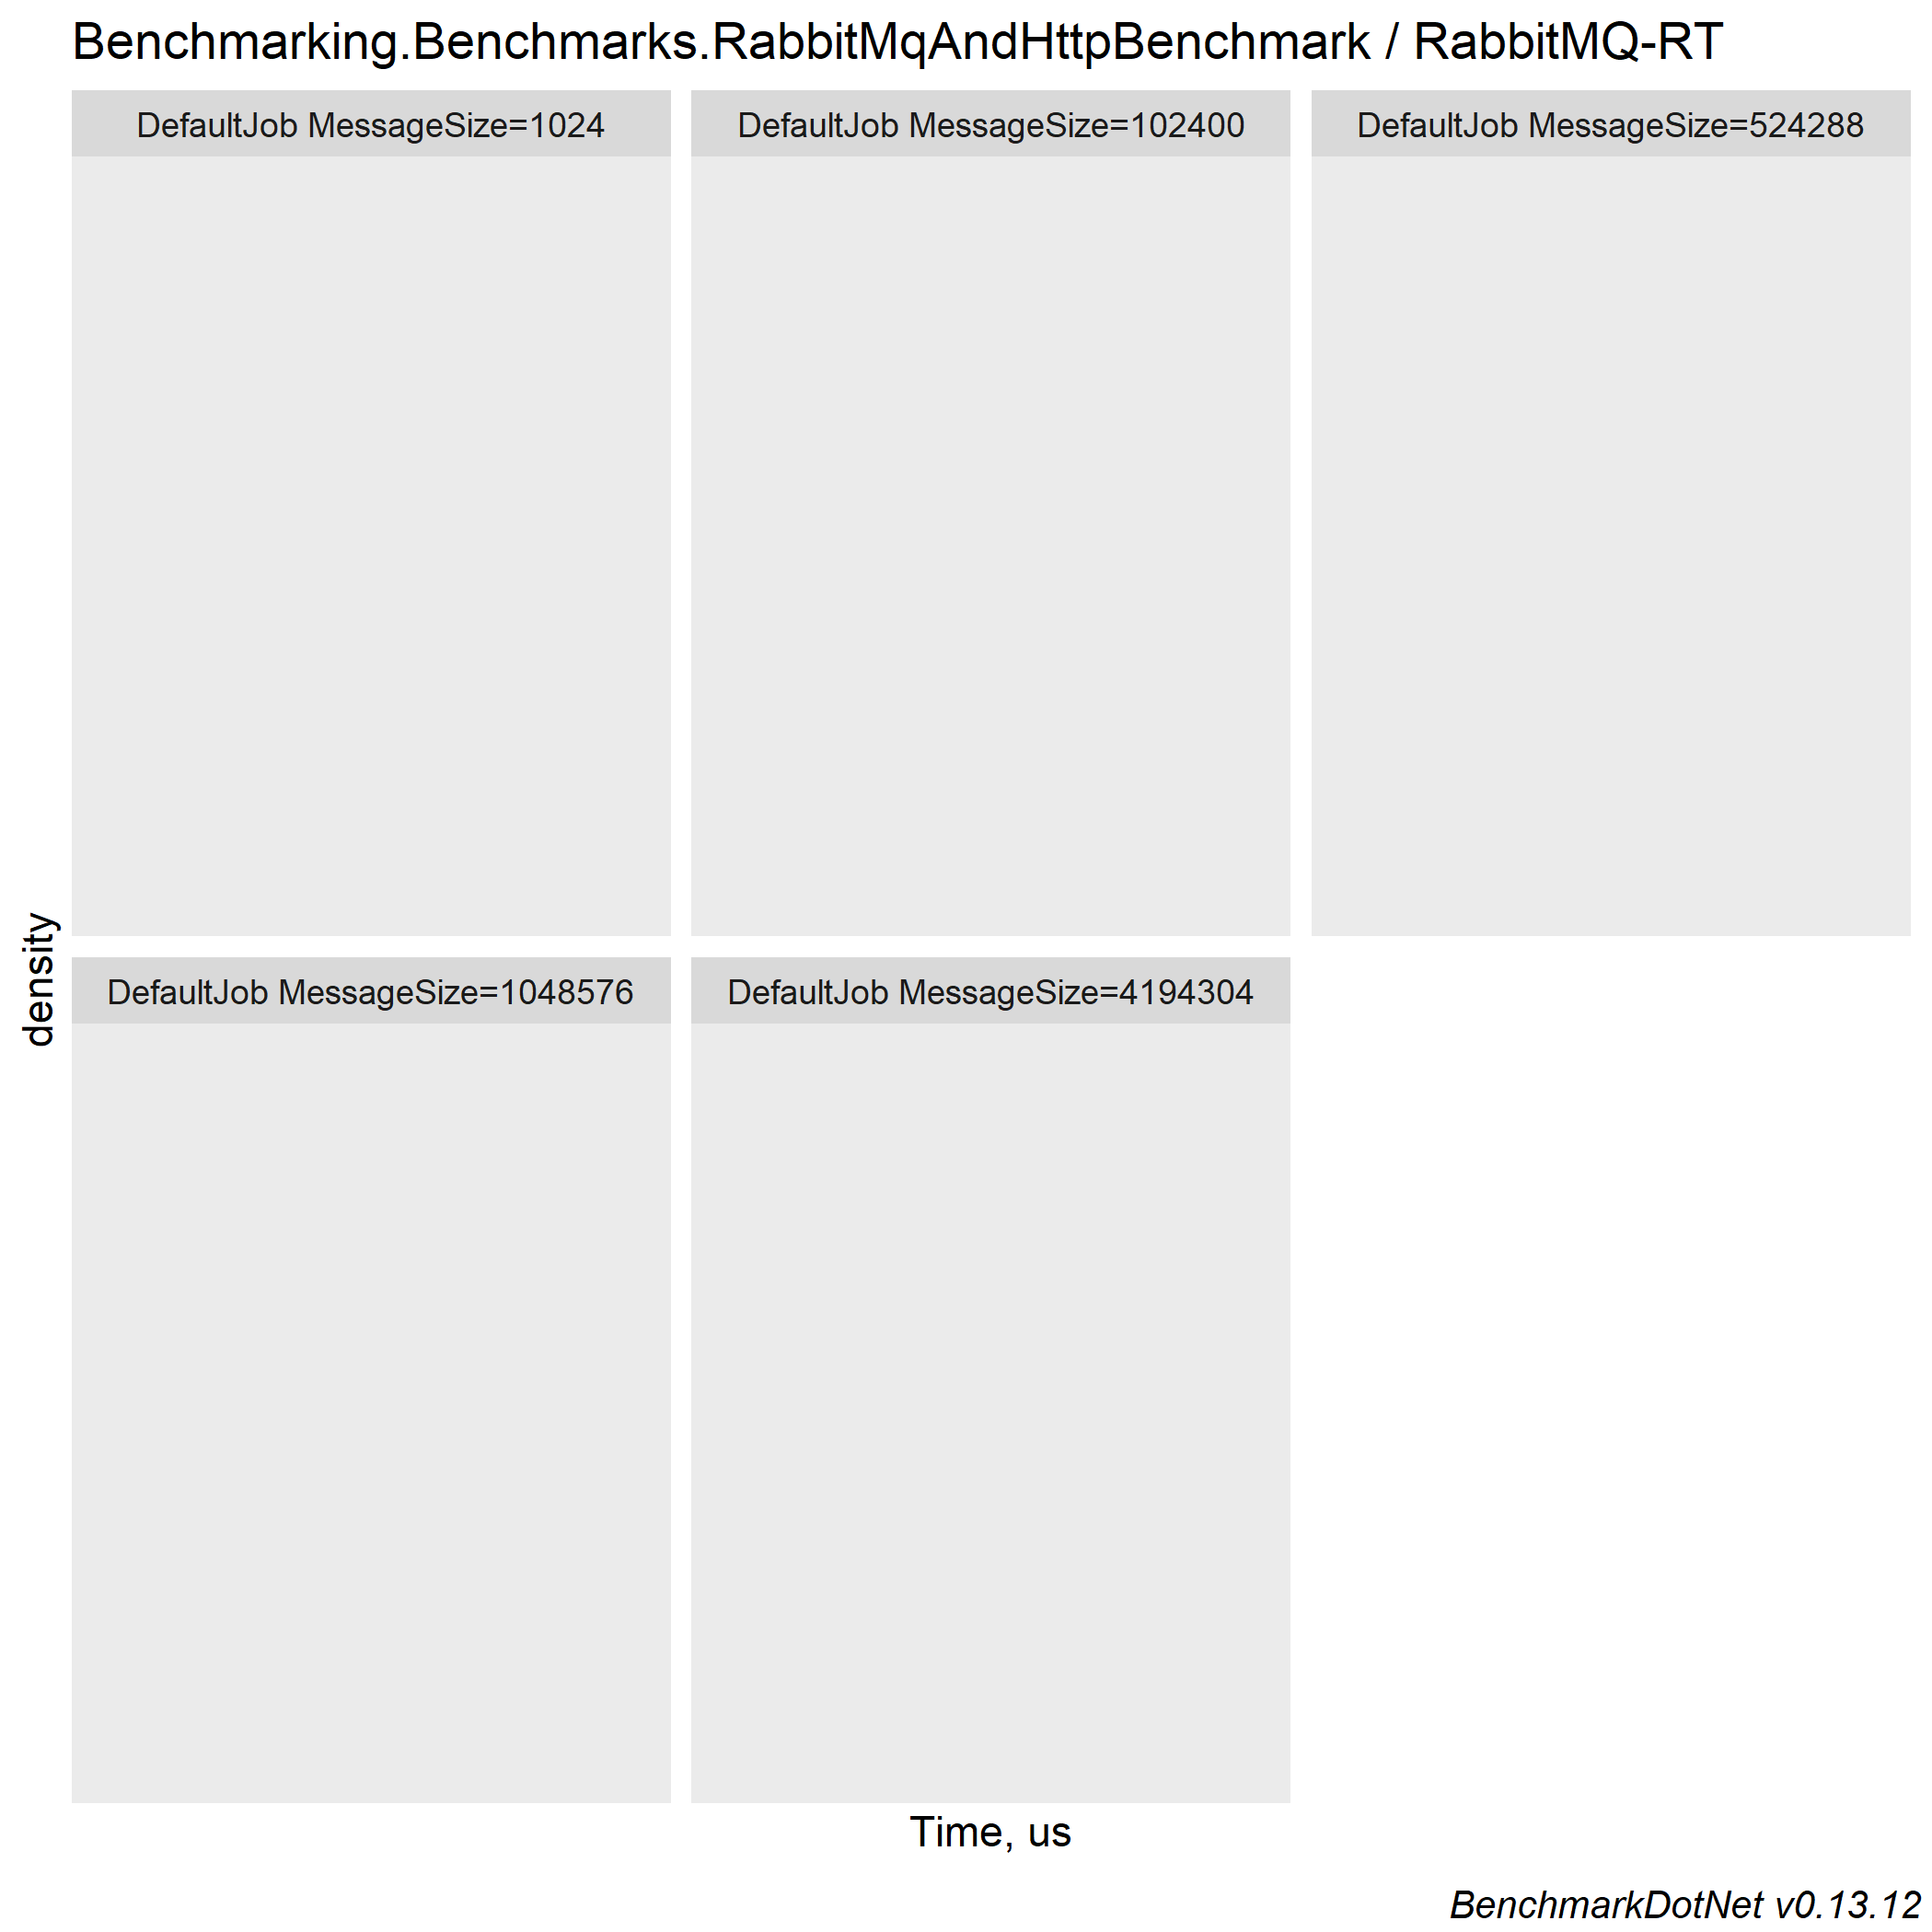 Benchmarking.Benchmarks.RabbitMqAndHttpBenchmark / RabbitMQ-RT
DefaultJob MessageSize=1024
DefaultJob MessageSize=102400
DefaultJob MessageSize=524288
density
DefaultJob MessageSize=1048576
DefaultJob MessageSize=4194304
Time, us
BenchmarkDotNet v0.13.12